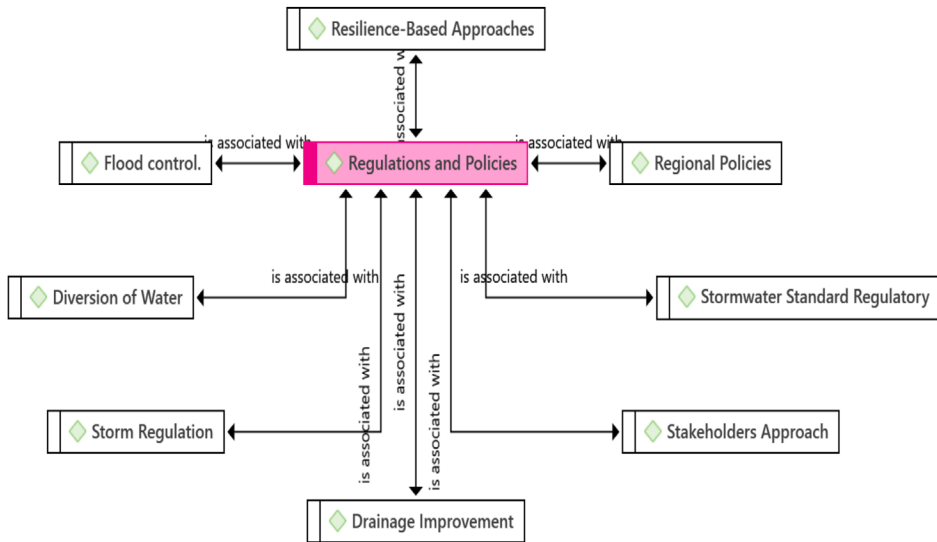 Resilience-Based Approaches
associated w
is associated with
Flood control.
Regulations and Policies
is associated with
Regional Policies
is associated with
is associated with
is associated with
Diversion of Water
Stormwater Standard Regulatory
is associated with
is associated with
Storm Regulation
Stakeholders Approach
Drainage Improvement